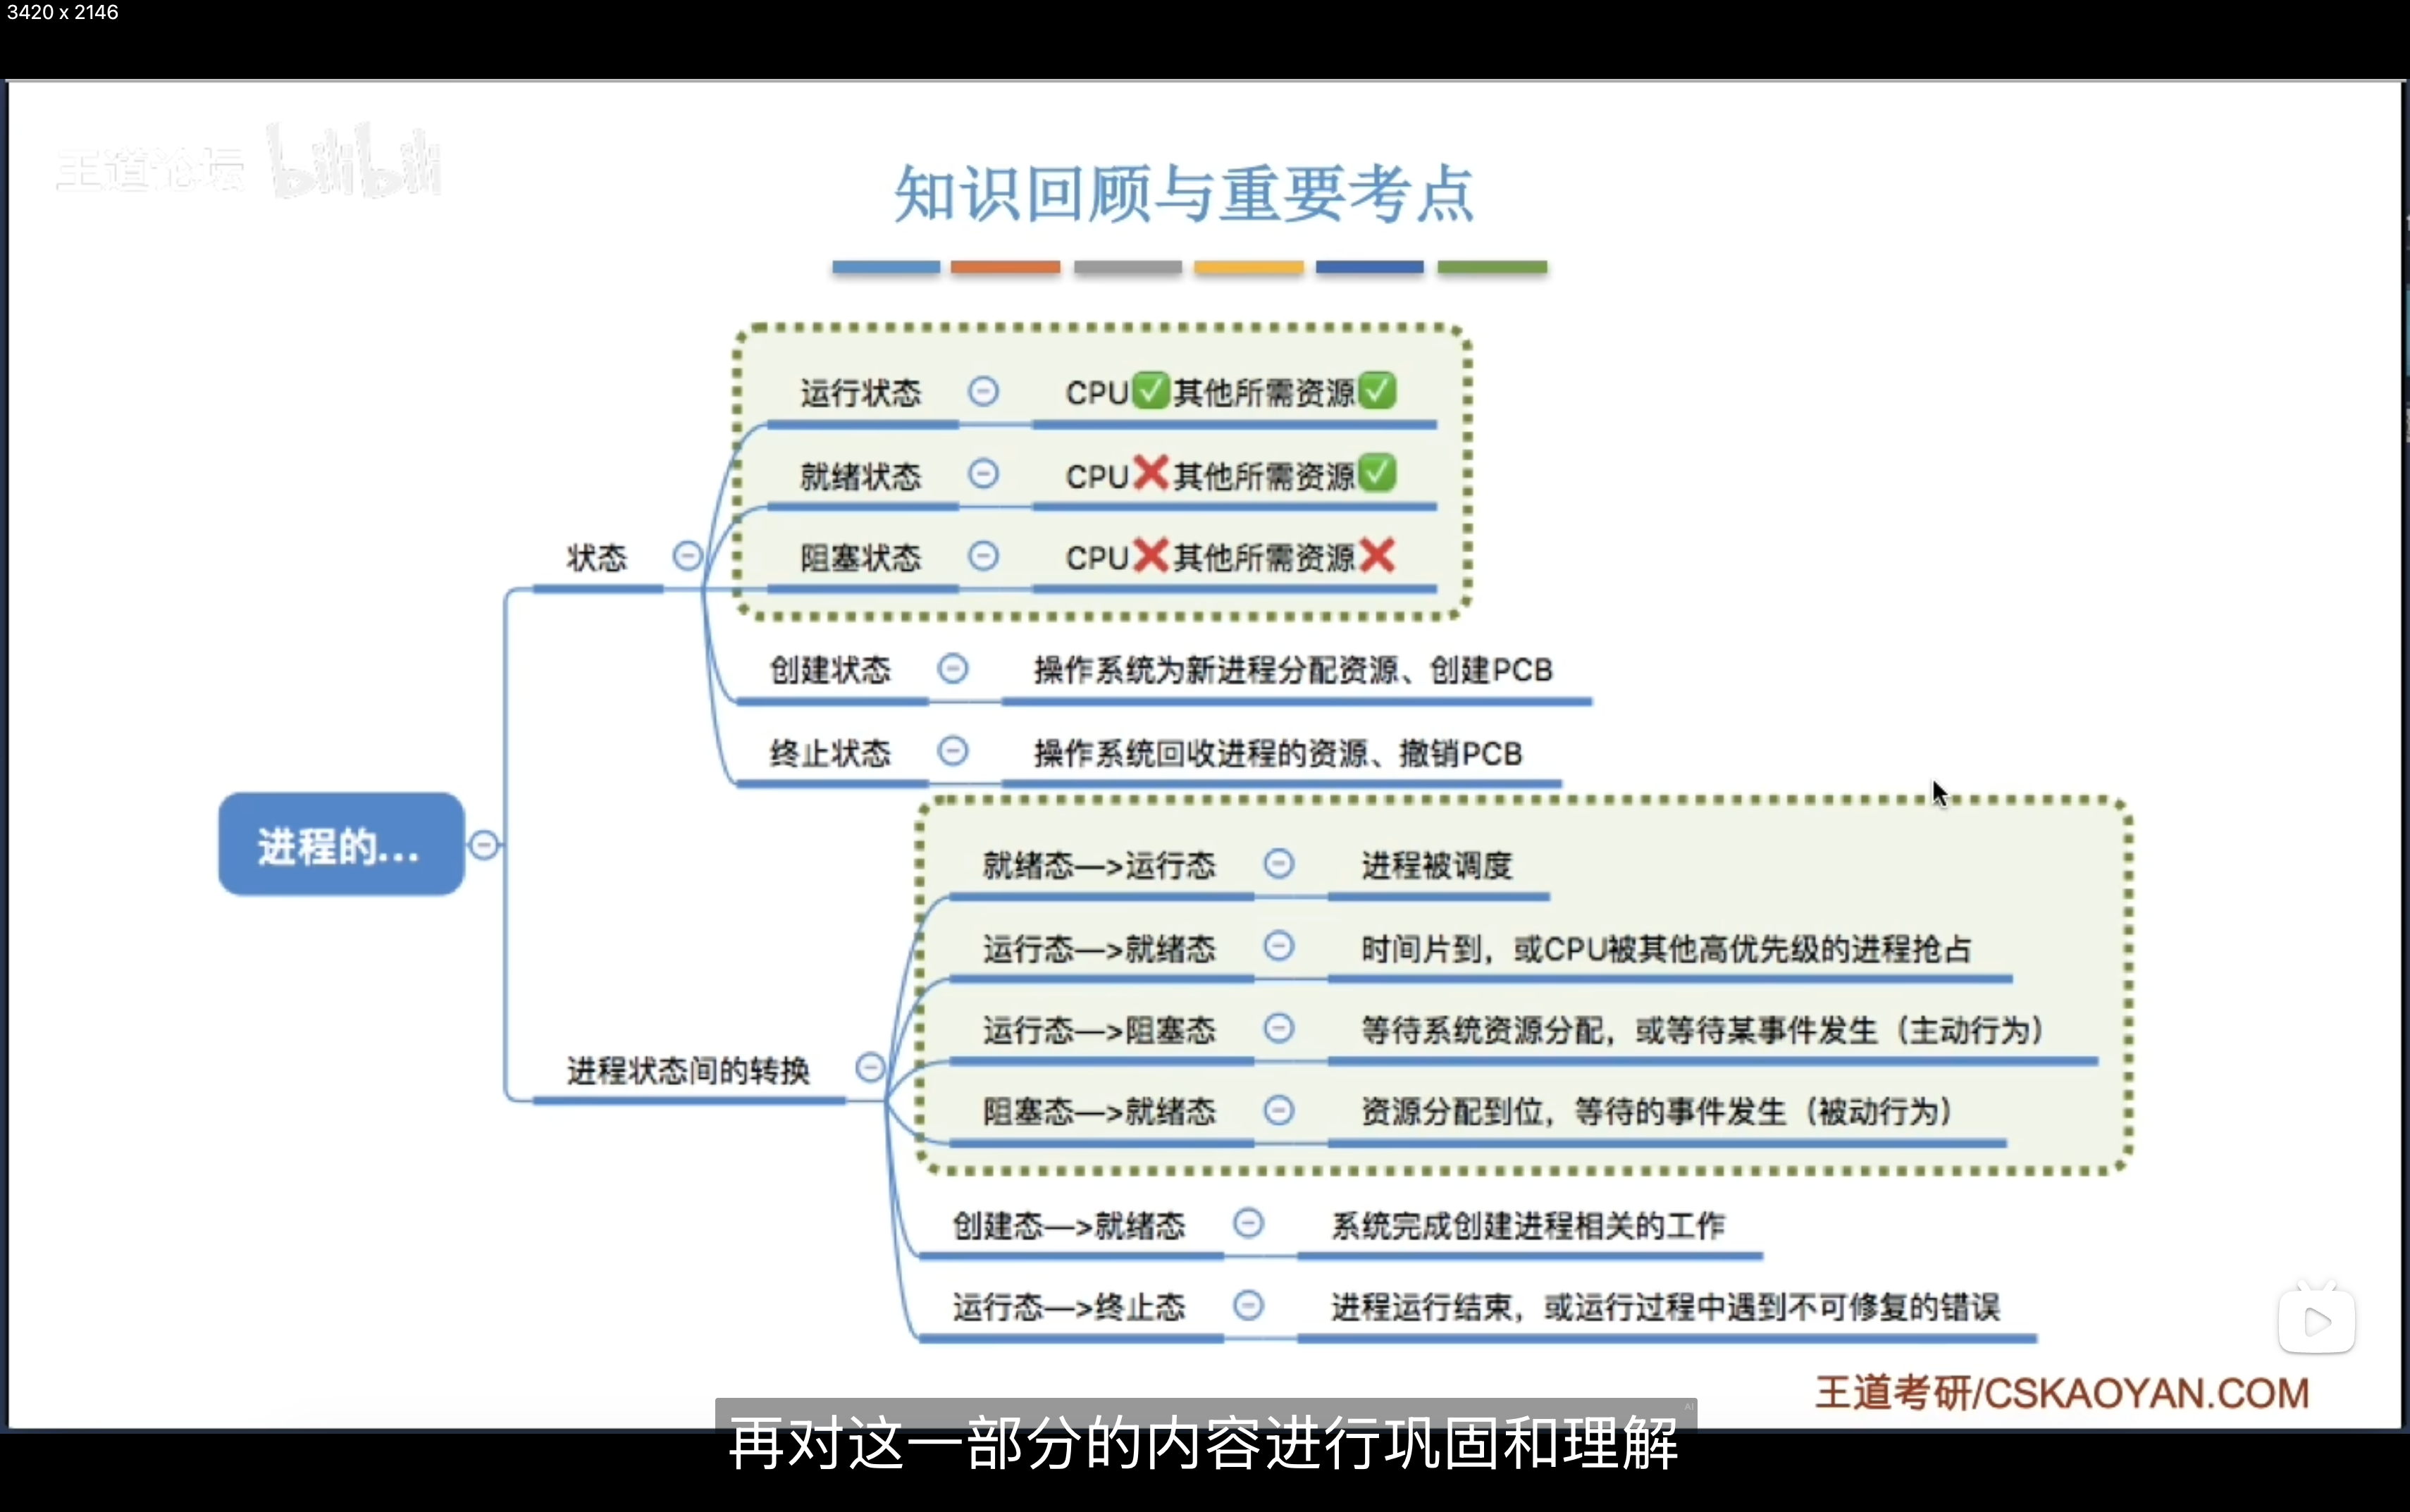 3420 x 2146
王道论坛 bilibili
知识回顾与重要考点
运行状态 CPU✅其他所需资源✅
就绪状态 CPU❌其他所需资源✅
阻塞状态 CPU❌其他所需资源❌
状态
创建状态 操作系统为新进程分配资源、创建PCB
终止状态 操作系统回收进程的资源、撤销PCB
进程的...
就绪态—>运行态 进程被调度
运行态—>就绪态 时间片到，或CPU被其他高优先级的进程抢占
运行态—>阻塞态 等待系统资源分配，或等待某事件发生（主动行为）
进程状态间的转换
阻塞态—>就绪态 资源分配到位，等待的事件发生（被动行为）
创建态—>就绪态 系统完成创建进程相关的工作
运行态—>终止态 进程运行结束，或运行过程中遇到不可修复的错误
王道考研/CSKAOYAN.COM
AI
再对这一部分的内容进行巩固和理解